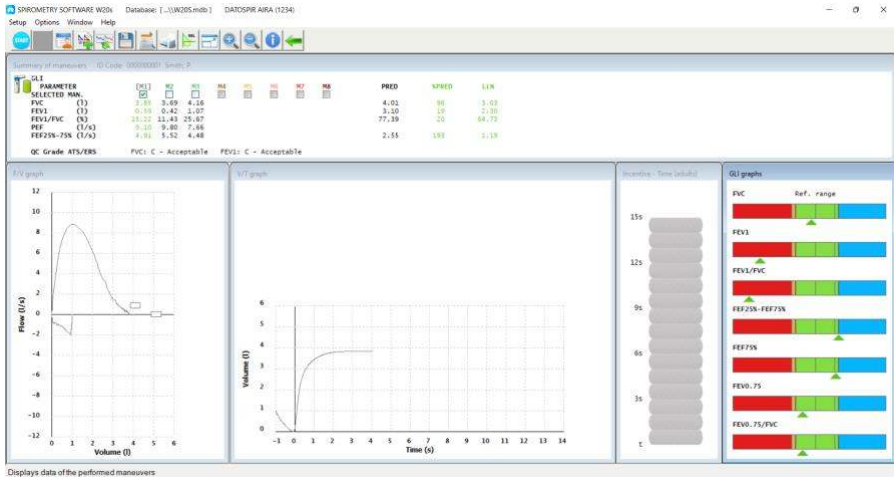 SPIROMETRY SOFTWARE W20s Database: [ ...\\W20S.mdb ] DATOSPIR AIRA (1234)
Setup Options Window Help
START
Summary of maneuvers ID Code: 0000000001 Smith, P.
GLI
PARAMETER [M1] M2 M3 M4 M5 M6 M7 M8 PRED %PRED LLN
SELECTED MAN.
FVC (l) 3.85 3.69 4.16 4.01 96 3.03
FEV1 (l) 0.59 0.42 1.07 3.10 19 2.30
FEV1/FVC (%) 15.22 11.43 25.67 77.39 20 64.73
PEF (l/s) 9.10 9.80 7.66
FEF25%-75% (l/s) 4.91 5.52 4.48 2.55 193 1.19
QC Grade ATS/ERS FVC: C - Acceptable FEV1: C - Acceptable
F/V graph
12
10
8
6
4
2
0
-2
-4
-6
-8
-10
-12
Flow (l/s)
0 1 2 3 4 5 6
Volume (l)
V/T graph
6
5
4
3
2
1
0
Volume (l)
-1 0 1 2 3 4 5 6 7 8 9 10 11 12 13 14
Time (s)
Incentive - Time (adults)
15s
12s
9s
6s
3s
t
GLI graphs
FVC Ref. range
FEV1
FEV1/FVC
FEF25%-FEF75%
FEF75%
FEV0.75
FEV0.75/FVC
Displays data of the performed maneuvers